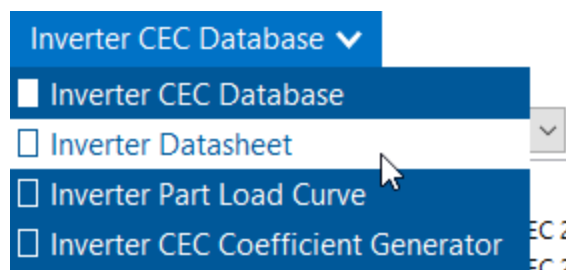 Inverter CEC Database
Inverter CEC Database
Inverter Datasheet
Inverter Part Load Curve
Inverter CEC Coefficient Generator